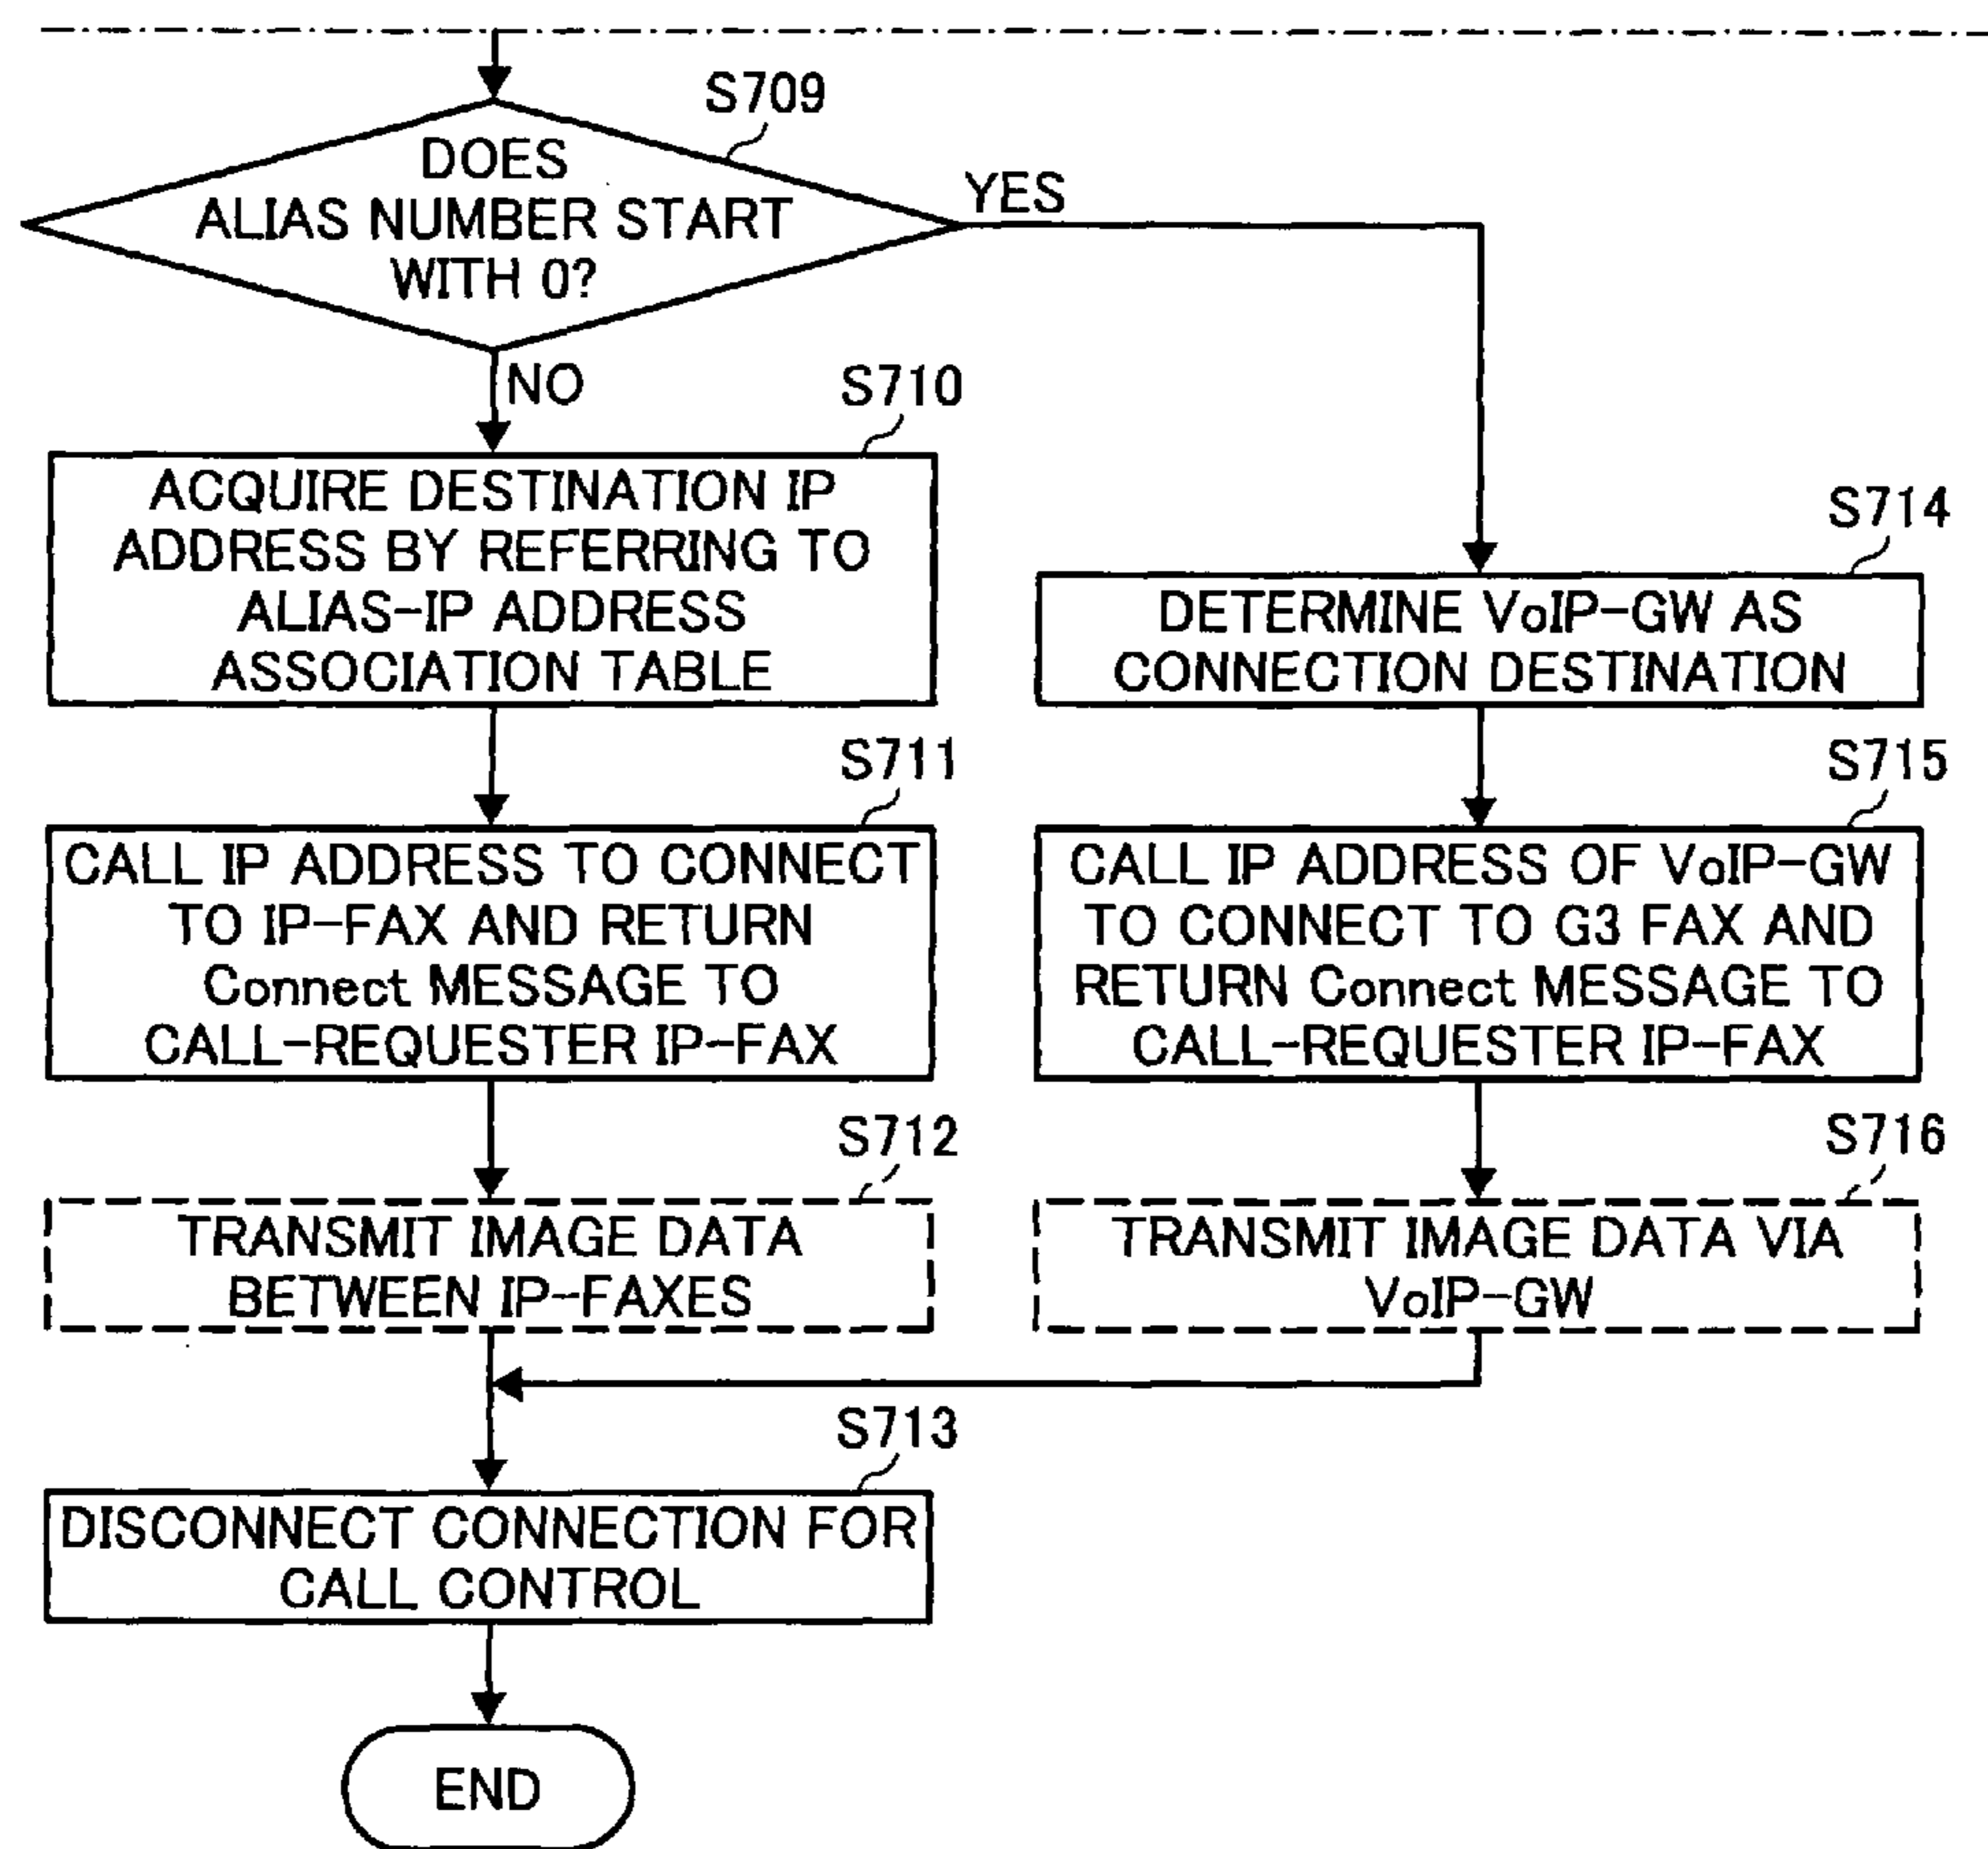 S709
DOES
ALIAS NUMBER START
WITH 0?
YES
NO
S710
ACQUIRE DESTINATION IP
ADDRESS BY REFERRING TO
ALIAS-IP ADDRESS
ASSOCIATION TABLE
S714
DETERMINE VoIP-GW AS
CONNECTION DESTINATION
S711
CALL IP ADDRESS TO CONNECT
TO IP-FAX AND RETURN
Connect MESSAGE TO
CALL-REQUESTER IP-FAX
S715
CALL IP ADDRESS OF VoIP-GW
TO CONNECT TO G3 FAX AND
RETURN Connect MESSAGE TO
CALL-REQUESTER IP-FAX
S712
TRANSMIT IMAGE DATA
BETWEEN IP-FAXES
S716
TRANSMIT IMAGE DATA VIA
VoIP-GW
S713
DISCONNECT CONNECTION FOR
CALL CONTROL
END